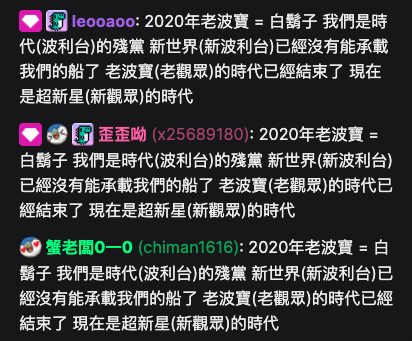 leooaoo: 2020年老波寶 = 白鬍子 我們是時
代(波利台)的殘黨 新世界(新波利台)已經沒有能承載
我們的船了 老波寶(老觀眾)的時代已經結束了 現在
是超新星(新觀眾)的時代
歪歪呦 (x25689180): 2020年老波寶 =
白鬍子 我們是時代(波利台)的殘黨 新世界(新波利台)
已經沒有能承載我們的船了 老波寶(老觀眾)的時代已
經結束了 現在是超新星(新觀眾)的時代
蟹老闆0一0 (chiman1616): 2020年老波寶 = 白
鬍子 我們是時代(波利台)的殘黨 新世界(新波利台)已
經沒有能承載我們的船了 老波寶(老觀眾)的時代已經
結束了 現在是超新星(新觀眾)的時代